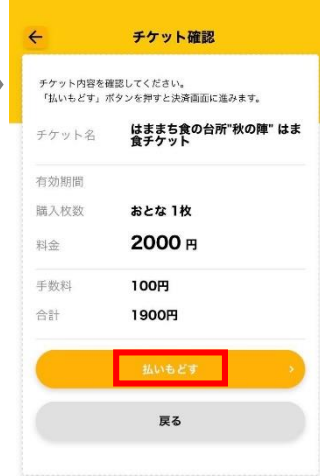 チケット確認
チケット内容を確認してください。
「払いもどす」ボタンを押すと決済画面に進みます。
チケット名 はままち食の台所"秋の陣" はま
食チケット
有効期間
購入枚数 おとな 1枚
料金 2000 円
手数料 100円
合計 1900円
払いもどす
戻る